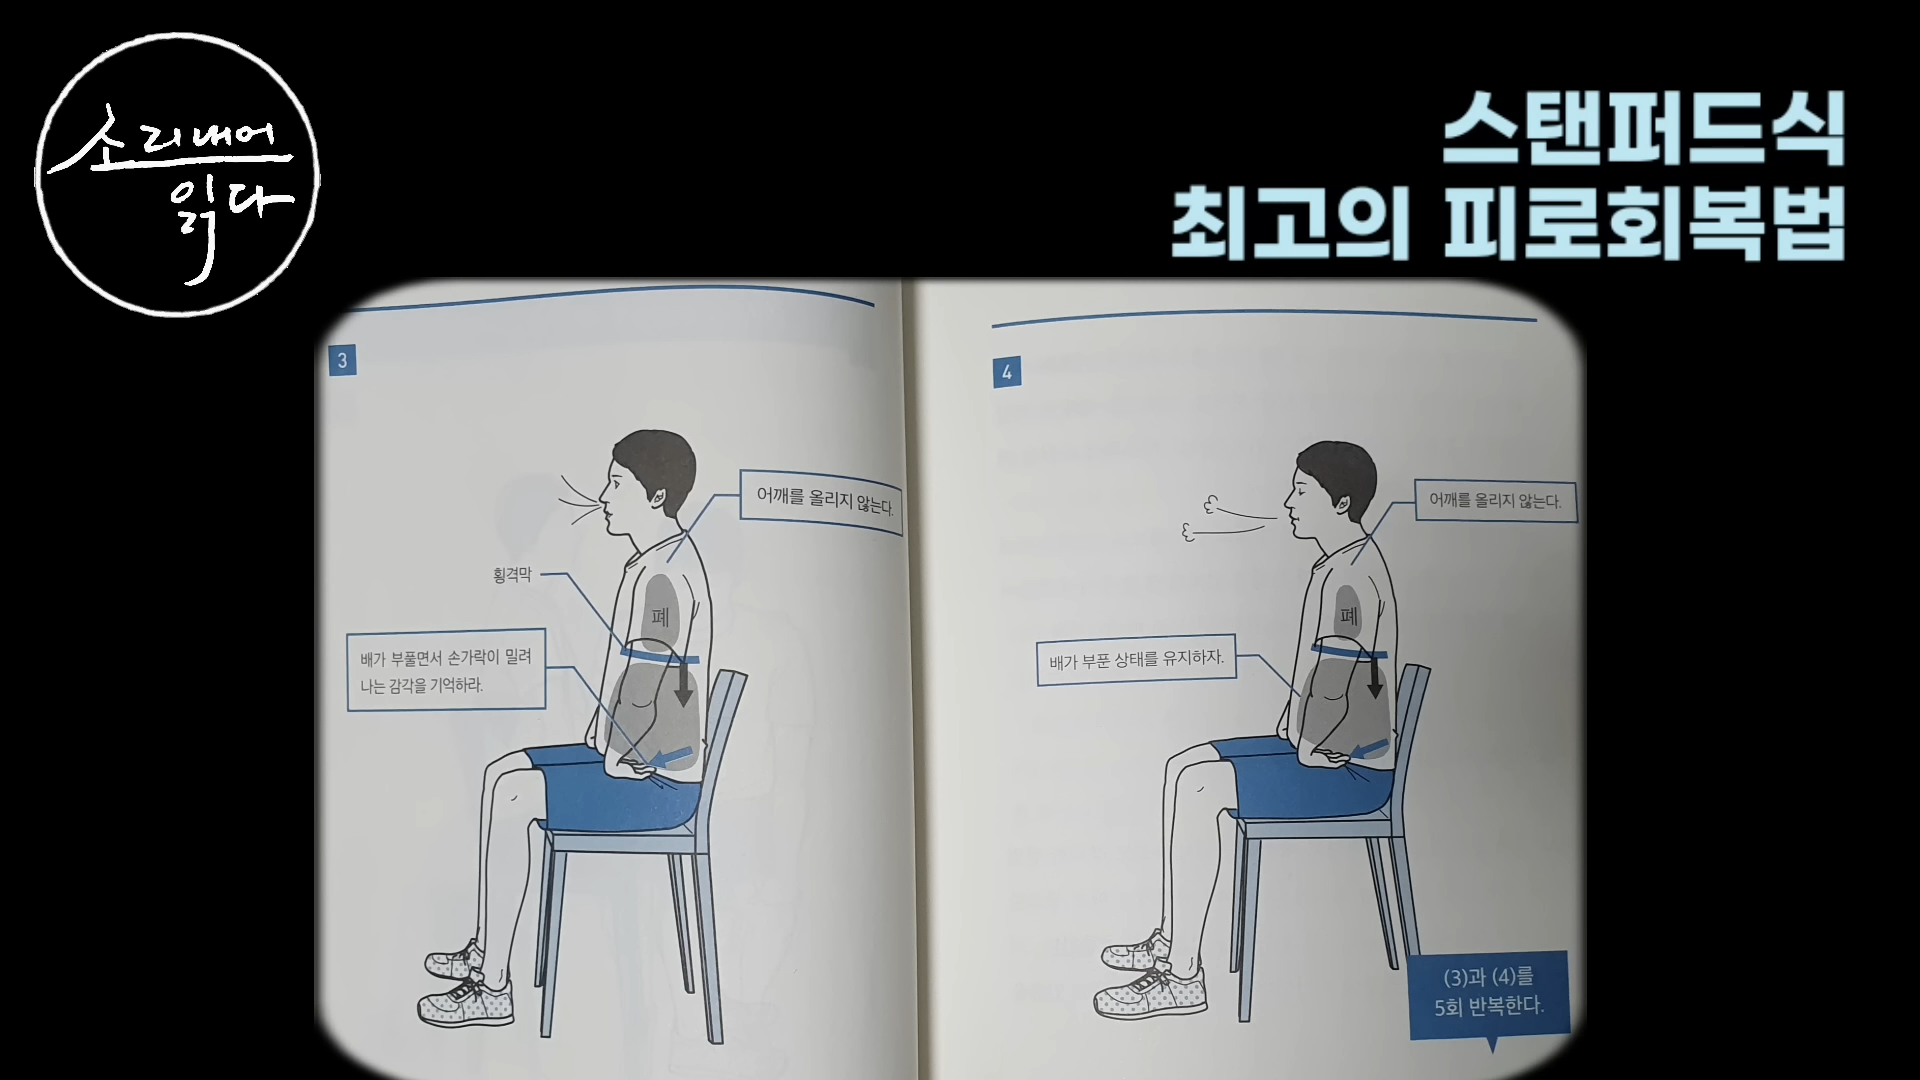 소리내어
읽다
스탠퍼드식
최고의 피로회복법
3
어깨를 올리지 않는다.
횡격막
폐
배가 부풀면서 손가락이 밀려
나는 감각을 기억하라.
4
어깨를 올리지 않는다.
폐
배가 부푼 상태를 유지하자.
(3)과 (4)를
5회 반복한다.